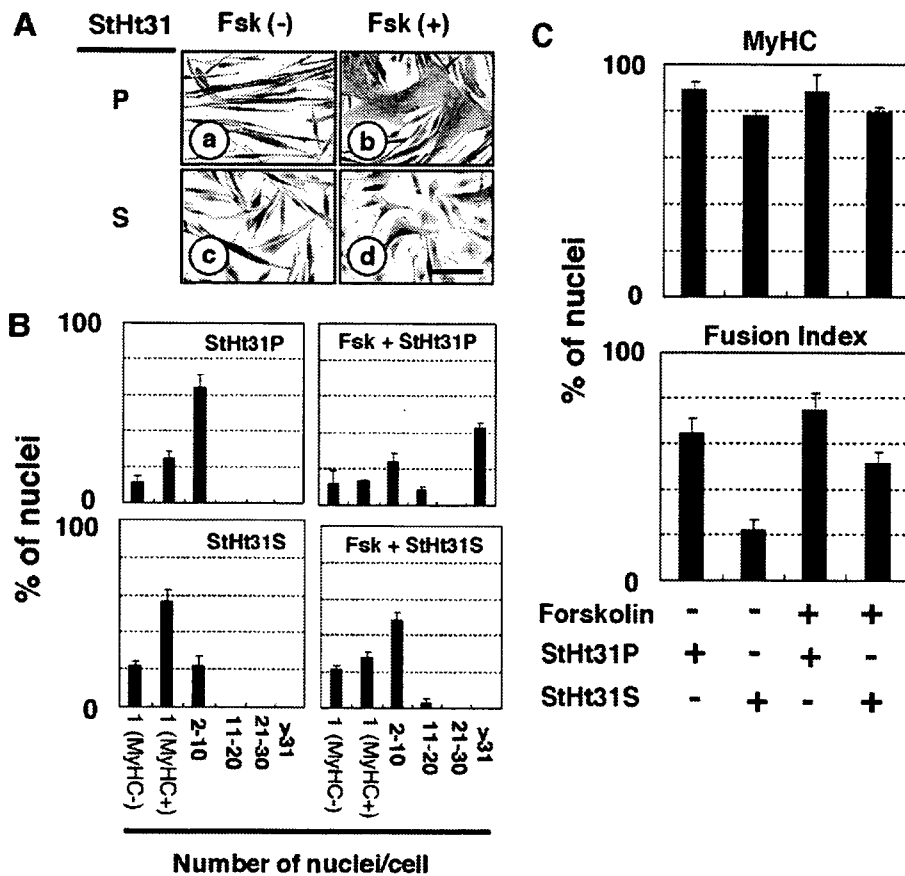 A
StHt31
Fsk (-)
Fsk (+)
P
a
b
S
c
d
B
100
StHt31P
Fsk + StHt31P
0
100
StHt31S
Fsk + StHt31S
0
% of nuclei
1 (MyHC-)
1 (MyHC+)
2-10
11-20
21-30
>31
1 (MyHC-)
1 (MyHC+)
2-10
11-20
21-30
>31
Number of nuclei/cell
C
MyHC
100
0
% of nuclei
Fusion Index
100
0
Forskolin - - + +
StHt31P + - + -
StHt31S - + - +